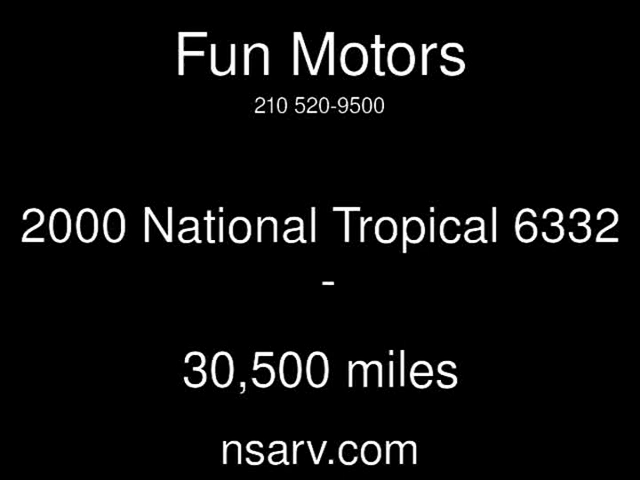 Fun Motors
210 520-9500
2000 National Tropical 6332
-
30,500 miles
nsarv.com